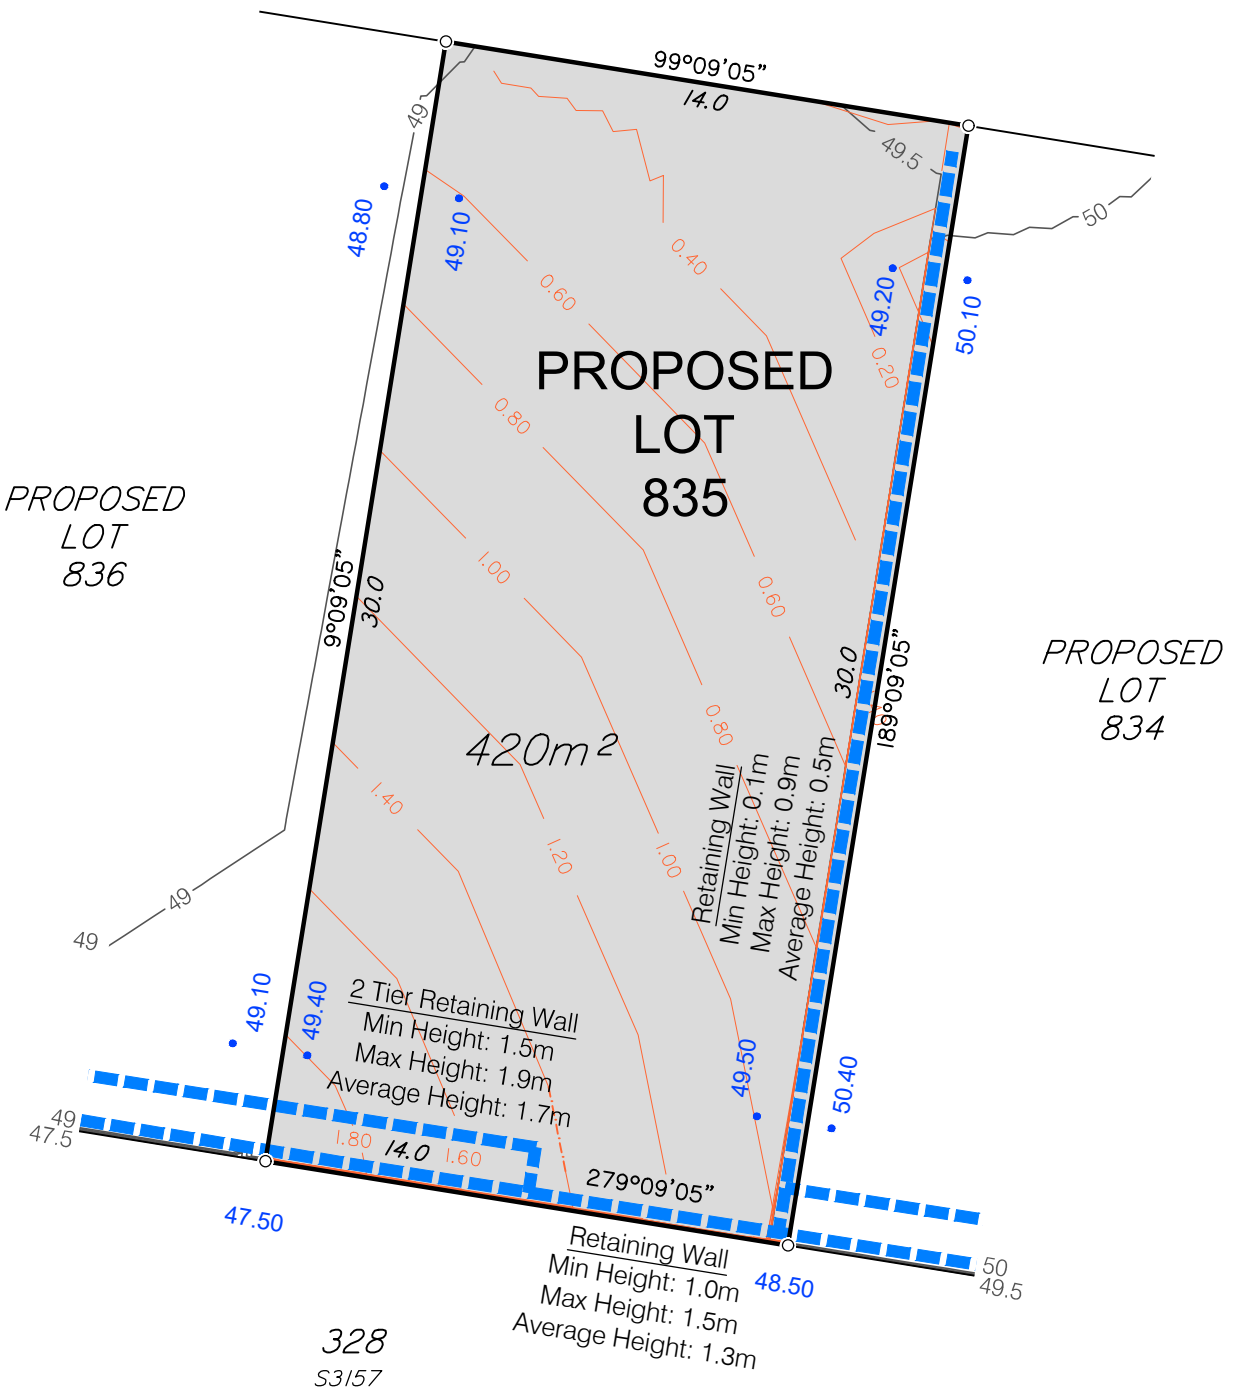 99°09'05"
14.0
49
49.5
50
48.80
49.10
0.40
0.60
49.20
50.10
0.20
PROPOSED
LOT
835
0.80
PROPOSED
LOT
836
1.00
9°09'05"
30.0
0.60
30.0
189°09'05"
PROPOSED
LOT
834
0.80
420m²
1.40
1.20
1.00
Retaining Wall
Min Height: 0.1m
Max Height: 0.9m
Average Height: 0.5m
49
49
49.10
49.40
2 Tier Retaining Wall
Min Height: 1.5m
Max Height: 1.9m
Average Height: 1.7m
49.50
50.40
49
47.5
1.80
14.0
1.60
279°09'05"
47.50
Retaining Wall
Min Height: 1.0m
Max Height: 1.5m
Average Height: 1.3m
48.50
50
49.5
328
S3157